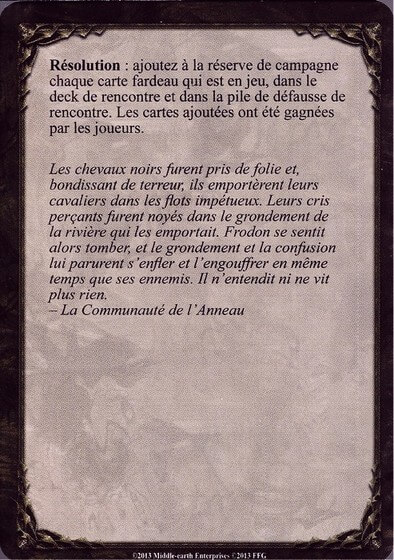 Résolution : ajoutez à la réserve de campagne
chaque carte fardeau qui est en jeu, dans le
deck de rencontre et dans la pile de défausse de
rencontre. Les cartes ajoutées ont été gagnées
par les joueurs.
Les chevaux noirs furent pris de folie et,
bondissant de terreur, ils emportèrent leurs
cavaliers dans les flots impétueux. Leurs cris
perçants furent noyés dans le grondement de
la rivière qui les emportait. Frodon se sentit
alors tomber, et le grondement et la confusion
lui parurent s’enfler et l’engouffrer en même
temps que ses ennemis. Il n’entendit ni ne vit
plus rien.
– La Communauté de l’Anneau
©2013 Middle-earth Enterprises ©2013 FFG